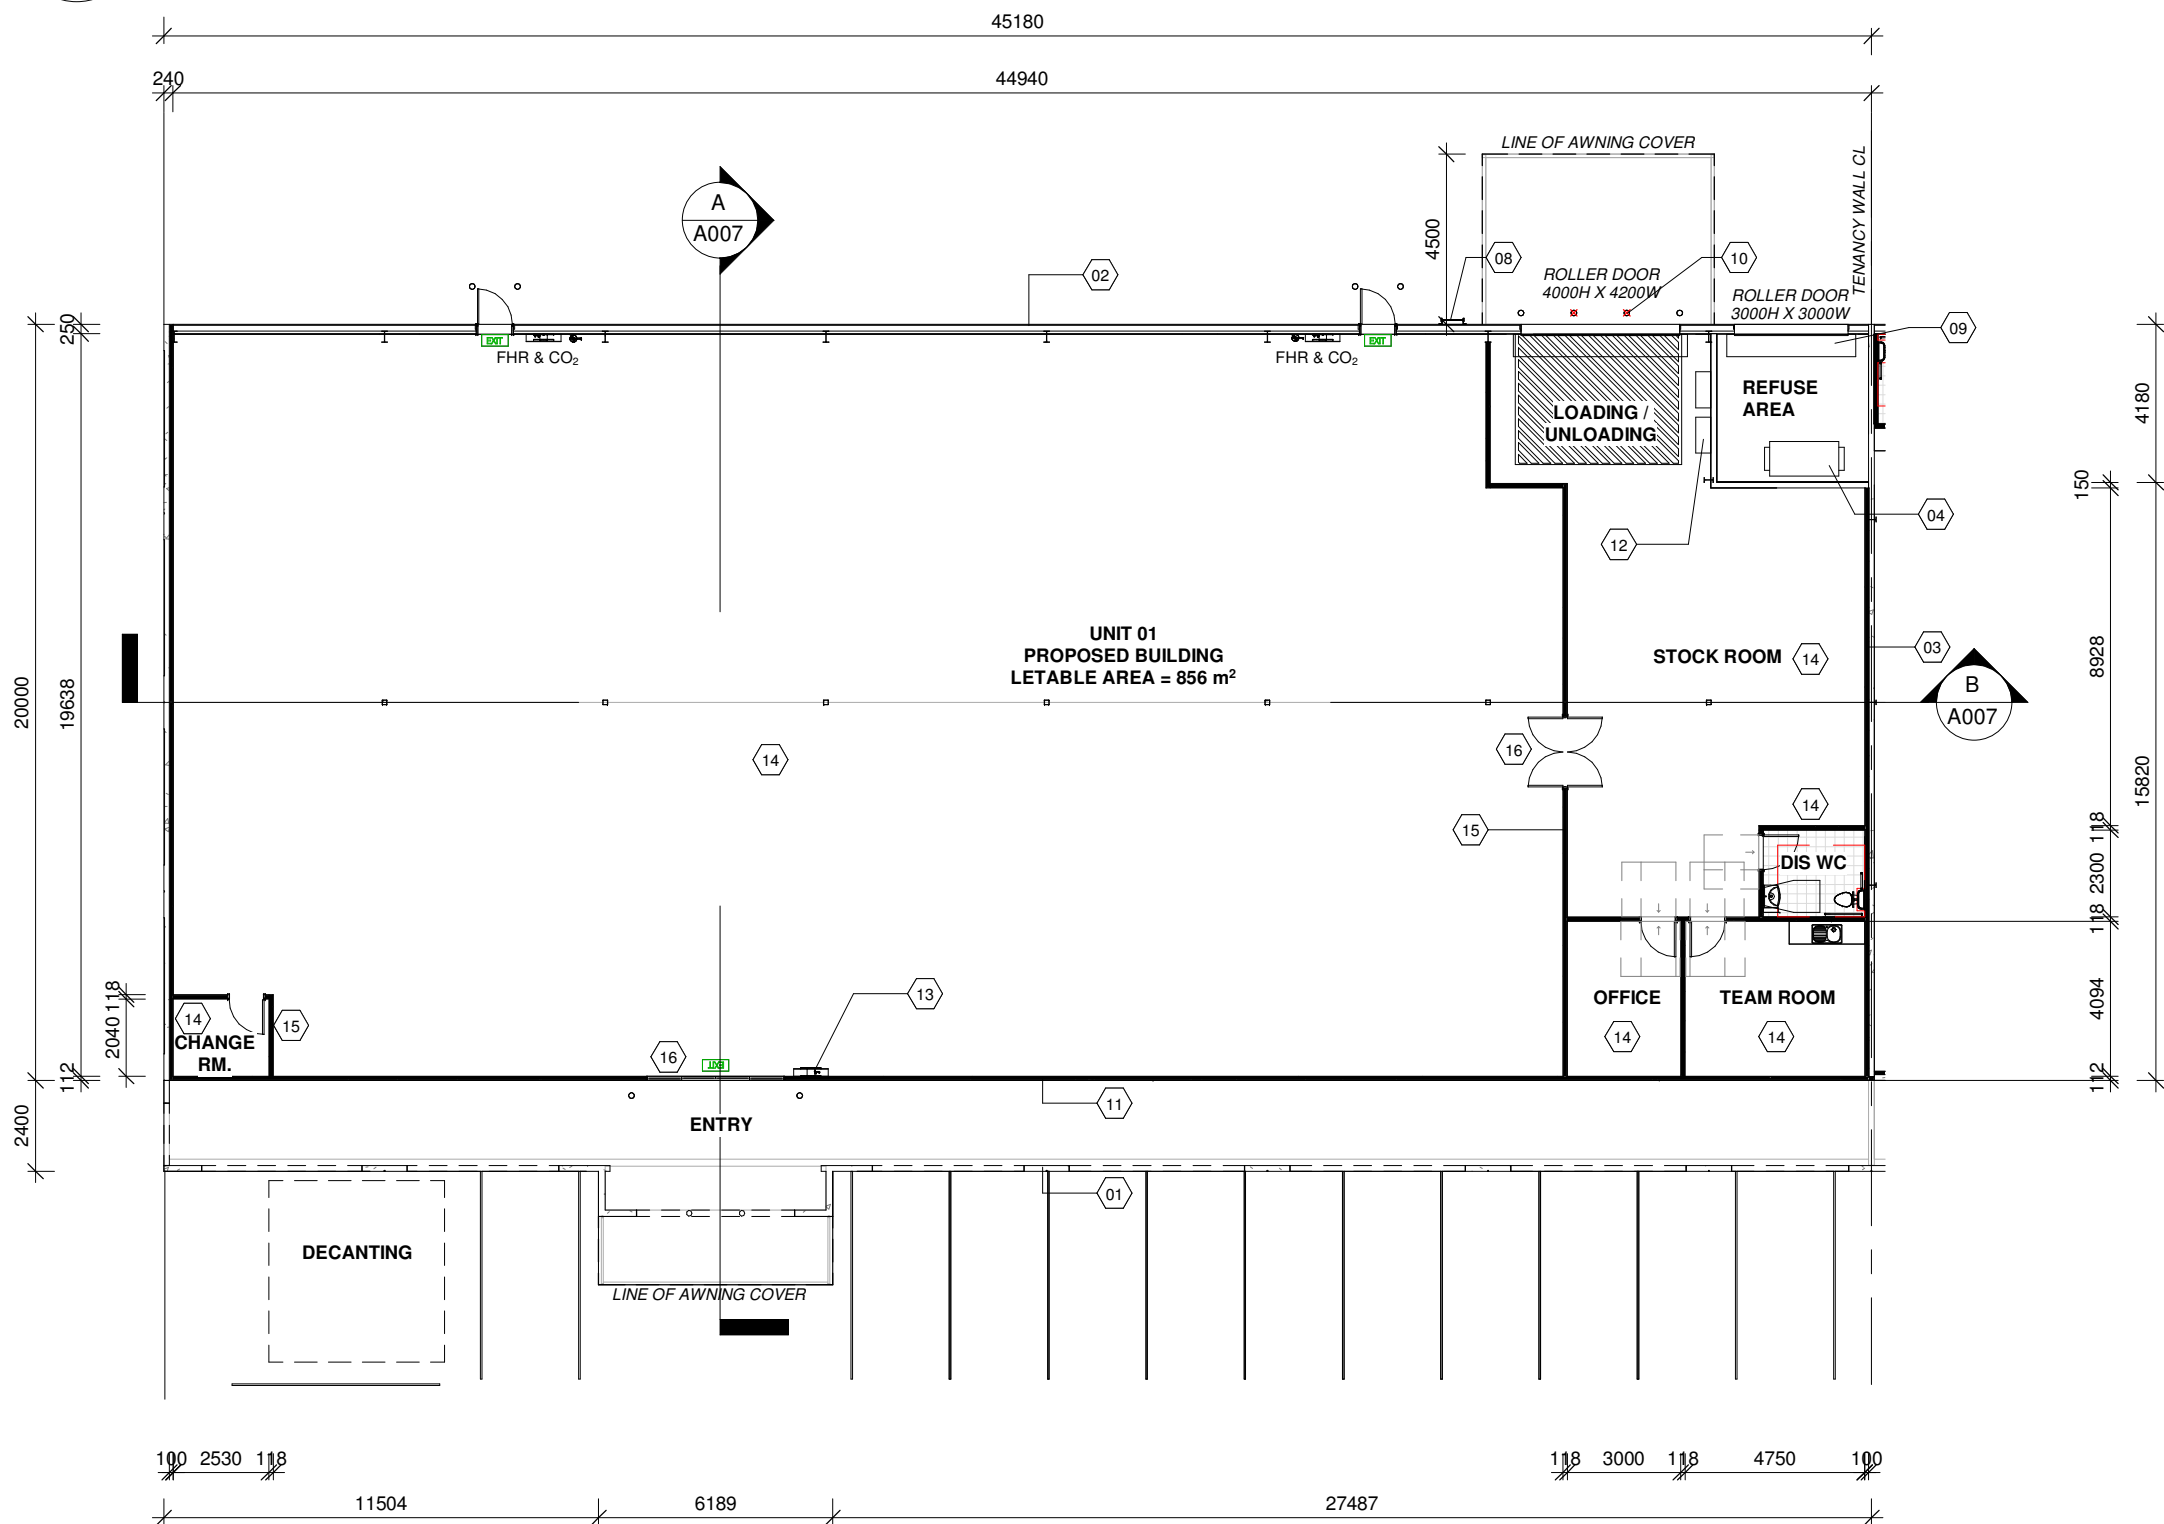 45180
240
44940
LINE OF AWNING COVER
TENANCY WALL CL
A
A007
4500
08
10
02
ROLLER DOOR
4000H X 4200W
ROLLER DOOR
3000H X 3000W
09
250
EXIT
FHR & CO₂
FHR & CO₂
EXIT
REFUSE
AREA
LOADING /
UNLOADING
4180
150
04
12
UNIT 01
PROPOSED BUILDING
LETABLE AREA = 856 m²
STOCK ROOM
14
03
8928
B
A007
20000
19638
16
14
15820
14
15
118
DIS WC
2300
118
13
118
2040
14
CHANGE
RM.
15
OFFICE
TEAM ROOM
14
14
4094
16
EXIT
112
112
2400
11
ENTRY
01
DECANTING
LINE OF AWNING COVER
100
2530
118
118
3000
118
4750
100
11504
6189
27487